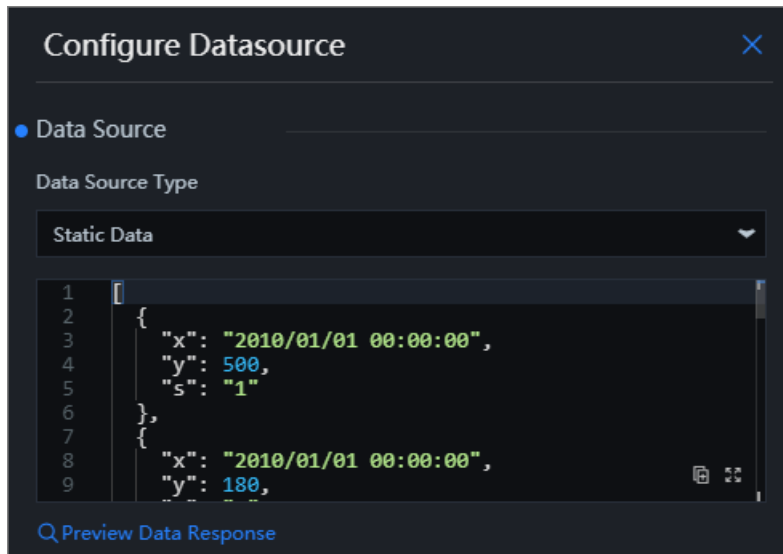 Configure Datasource
Data Source
Data Source Type
Static Data
1 [
2 {
3 "x": "2010/01/01 00:00:00",
4 "y": 500,
5 "s": "1"
6 },
7 {
8 "x": "2010/01/01 00:00:00",
9 "y": 180,
Preview Data Response